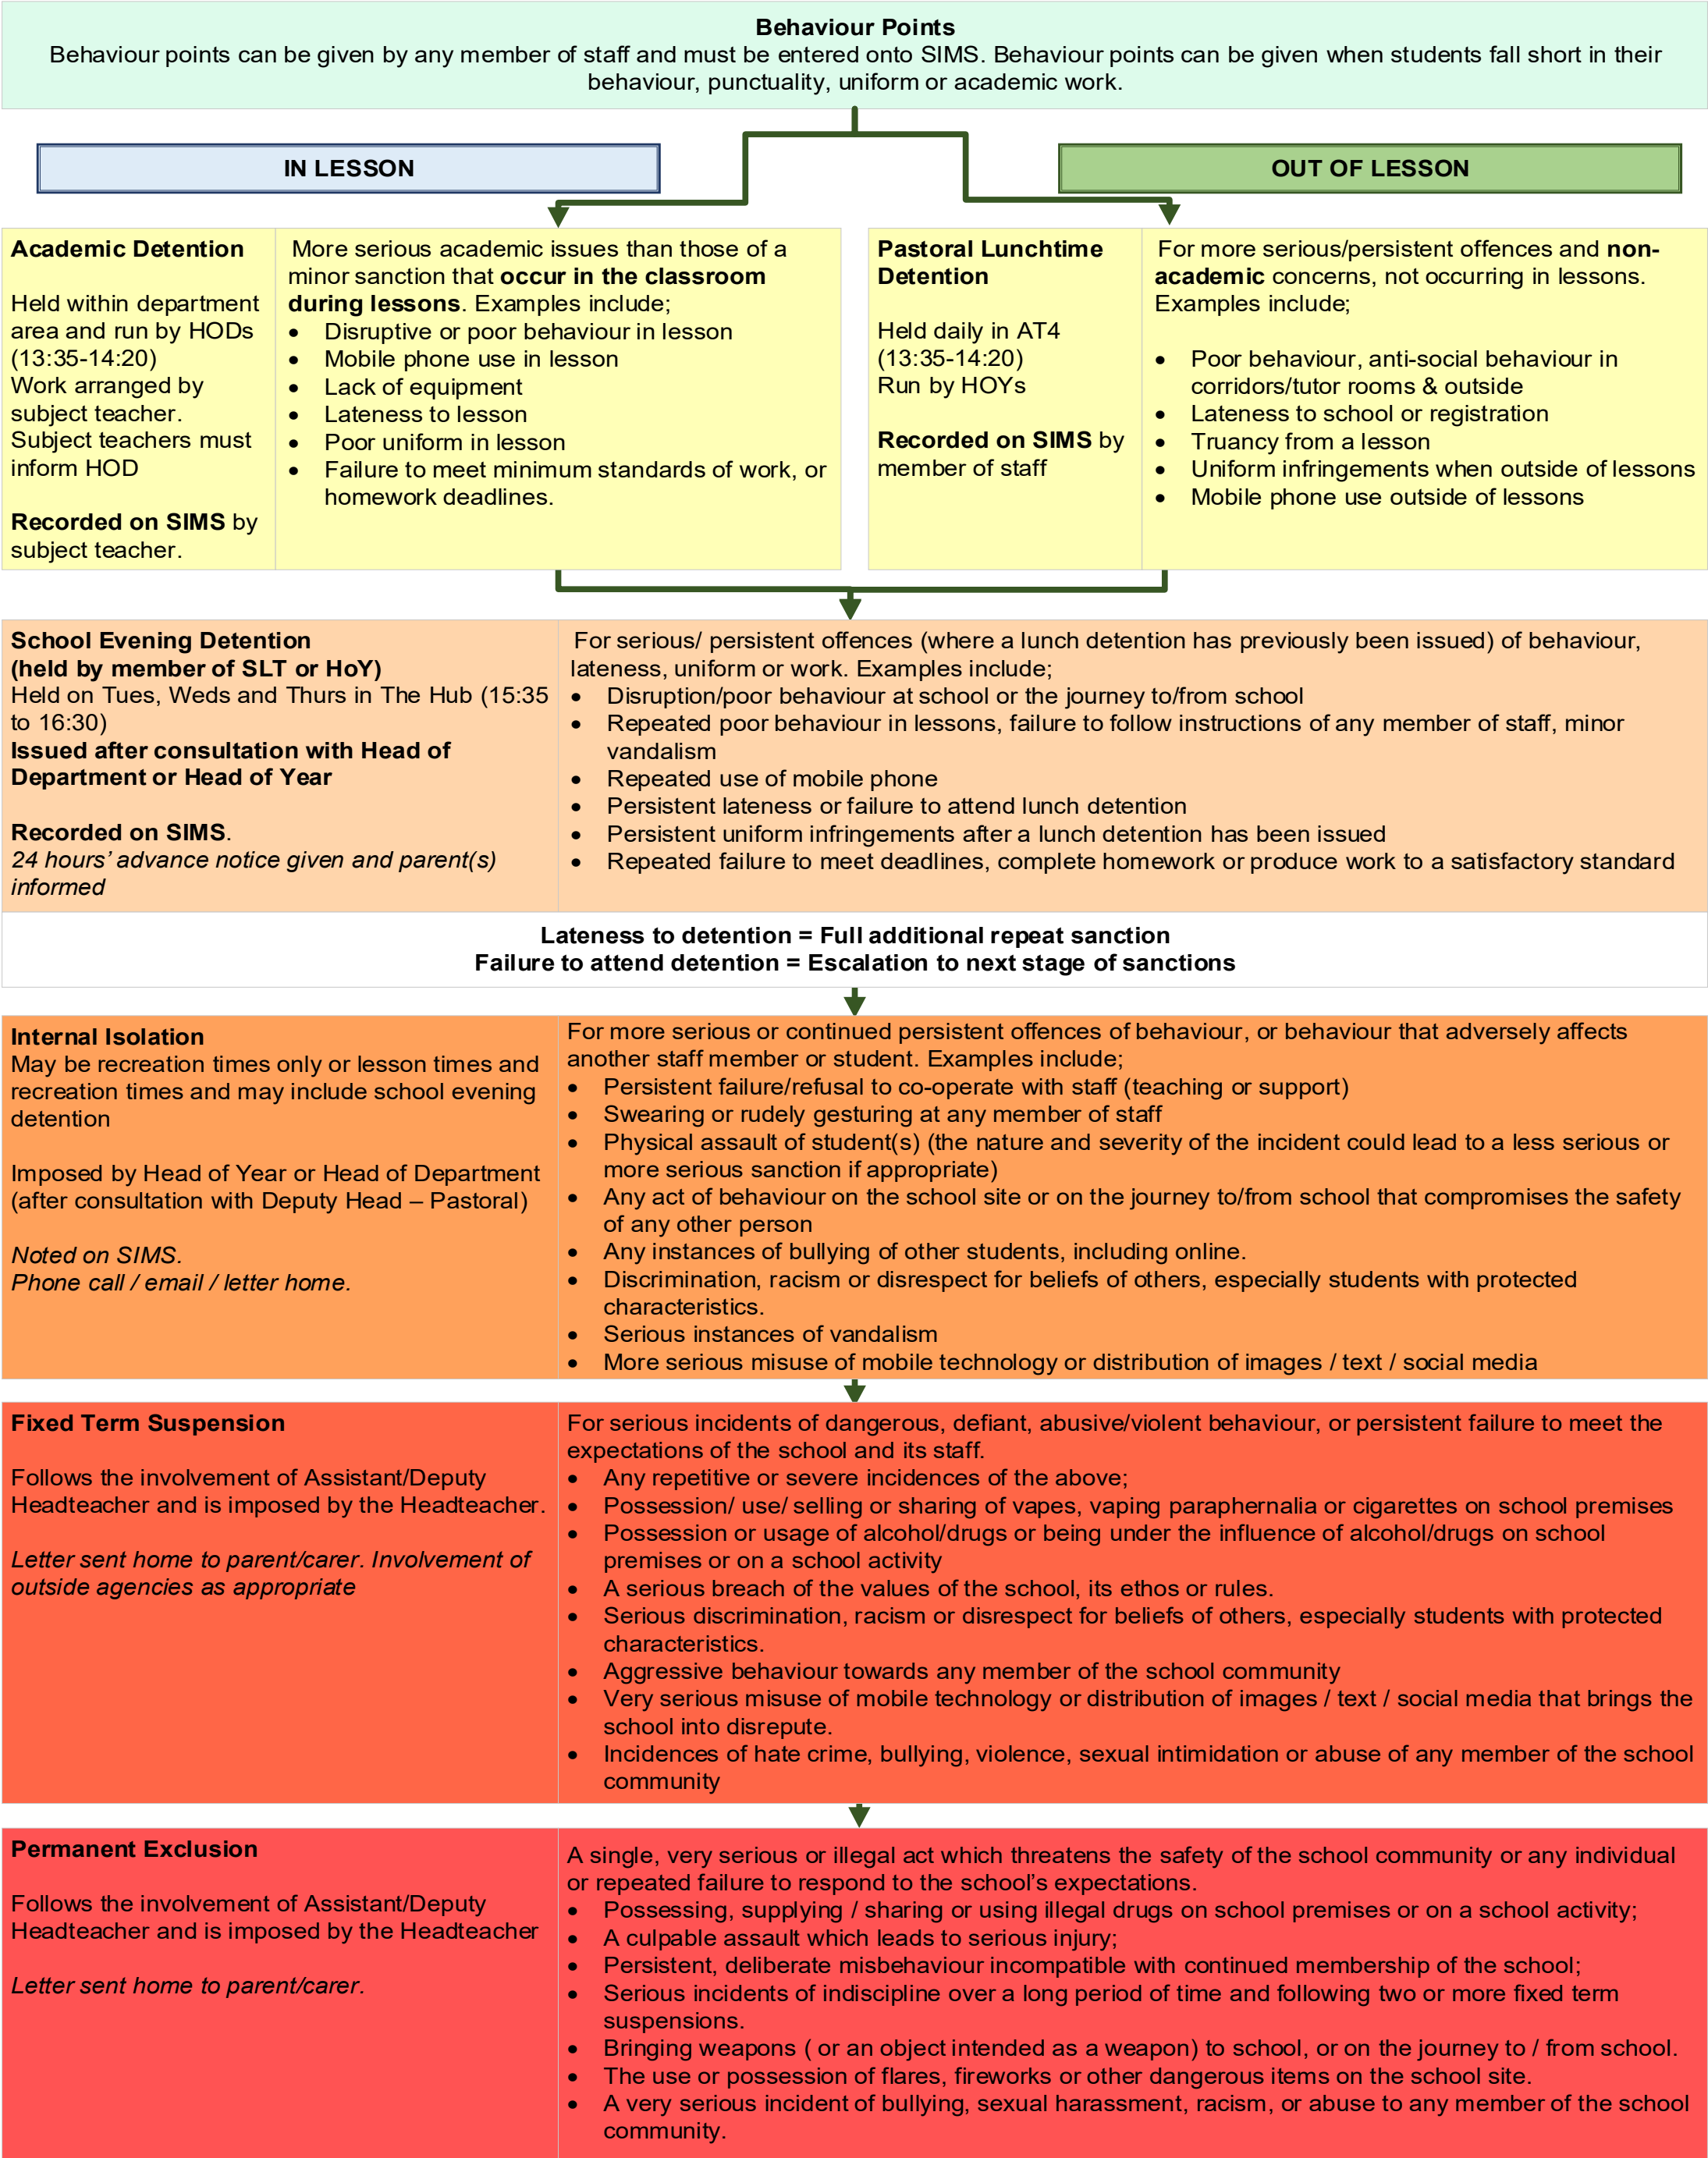 Behaviour Points
Behaviour points can be given by any member of staff and must be entered onto SIMS. Behaviour points can be given when students fall short in their
behaviour, punctuality, uniform or academic work.
IN LESSON
OUT OF LESSON
Academic Detention
Held within department
area and run by HODs
(13:35-14:20)
Work arranged by
subject teacher.
Subject teachers must
inform HOD
Recorded on SIMS by
subject teacher.
More serious academic issues than those of a
minor sanction that occur in the classroom
during lessons. Examples include;
• Disruptive or poor behaviour in lesson
• Mobile phone use in lesson
• Lack of equipment
• Lateness to lesson
• Poor uniform in lesson
• Failure to meet minimum standards of work, or
homework deadlines.
Pastoral Lunchtime
Detention
Held daily in AT4
(13:35-14:20)
Run by HOYs
Recorded on SIMS by
member of staff
For more serious/persistent offences and non-
academic concerns, not occurring in lessons.
Examples include;
• Poor behaviour, anti-social behaviour in
corridors/tutor rooms & outside
• Lateness to school or registration
• Truancy from a lesson
• Uniform infringements when outside of lessons
• Mobile phone use outside of lessons
School Evening Detention
(held by member of SLT or HoY)
Held on Tues, Weds and Thurs in The Hub (15:35
to 16:30)
Issued after consultation with Head of
Department or Head of Year
Recorded on SIMS.
24 hours’ advance notice given and parent(s)
informed
For serious/ persistent offences (where a lunch detention has previously been issued) of behaviour,
lateness, uniform or work. Examples include;
• Disruption/poor behaviour at school or the journey to/from school
• Repeated poor behaviour in lessons, failure to follow instructions of any member of staff, minor
vandalism
• Repeated use of mobile phone
• Persistent lateness or failure to attend lunch detention
• Persistent uniform infringements after a lunch detention has been issued
• Repeated failure to meet deadlines, complete homework or produce work to a satisfactory standard
Lateness to detention = Full additional repeat sanction
Failure to attend detention = Escalation to next stage of sanctions
Internal Isolation
May be recreation times only or lesson times and
recreation times and may include school evening
detention
Imposed by Head of Year or Head of Department
(after consultation with Deputy Head – Pastoral)
Noted on SIMS.
Phone call / email / letter home.
For more serious or continued persistent offences of behaviour, or behaviour that adversely affects
another staff member or student. Examples include;
• Persistent failure/refusal to co-operate with staff (teaching or support)
• Swearing or rudely gesturing at any member of staff
• Physical assault of student(s) (the nature and severity of the incident could lead to a less serious or
more serious sanction if appropriate)
• Any act of behaviour on the school site or on the journey to/from school that compromises the safety
of any other person
• Any instances of bullying of other students, including online.
• Discrimination, racism or disrespect for beliefs of others, especially students with protected
characteristics.
• Serious instances of vandalism
• More serious misuse of mobile technology or distribution of images / text / social media
Fixed Term Suspension
Follows the involvement of Assistant/Deputy
Headteacher and is imposed by the Headteacher.
Letter sent home to parent/carer. Involvement of
outside agencies as appropriate
For serious incidents of dangerous, defiant, abusive/violent behaviour, or persistent failure to meet the
expectations of the school and its staff.
• Any repetitive or severe incidences of the above;
• Possession/ use/ selling or sharing of vapes, vaping paraphernalia or cigarettes on school premises
• Possession or usage of alcohol/drugs or being under the influence of alcohol/drugs on school
premises or on a school activity
• A serious breach of the values of the school, its ethos or rules.
• Serious discrimination, racism or disrespect for beliefs of others, especially students with protected
characteristics.
• Aggressive behaviour towards any member of the school community
• Very serious misuse of mobile technology or distribution of images / text / social media that brings the
school into disrepute.
• Incidences of hate crime, bullying, violence, sexual intimidation or abuse of any member of the school
community
Permanent Exclusion
Follows the involvement of Assistant/Deputy
Headteacher and is imposed by the Headteacher
Letter sent home to parent/carer.
A single, very serious or illegal act which threatens the safety of the school community or any individual
or repeated failure to respond to the school’s expectations.
• Possessing, supplying / sharing or using illegal drugs on school premises or on a school activity;
• A culpable assault which leads to serious injury;
• Persistent, deliberate misbehaviour incompatible with continued membership of the school;
• Serious incidents of indiscipline over a long period of time and following two or more fixed term
suspensions.
• Bringing weapons ( or an object intended as a weapon) to school, or on the journey to / from school.
• The use or possession of flares, fireworks or other dangerous items on the school site.
• A very serious incident of bullying, sexual harassment, racism, or abuse to any member of the school
community.